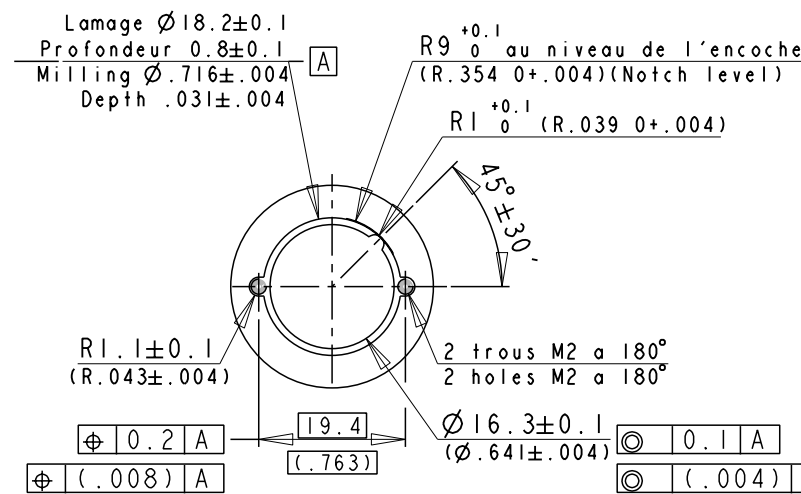 Lamage Ø18.2±0.1
Profondeur 0.8±0.1
Milling Ø.716±.004
Depth .031±.004
A
R9 +0.1 0 au niveau de l'encoche
(R.354 0+.004)(Notch level)
R1 +0.1 0 (R.039 0+.004)
45°±30'
R1.1±0.1
(R.043±.004)
2 trous M2 a 180°
2 holes M2 a 180°
⌖ 0.2 A
⌖ (.008) A
19.4
(.763)
Ø16.3±0.1
(Ø.641±.004)
◎ 0.1 A
◎ (.004)